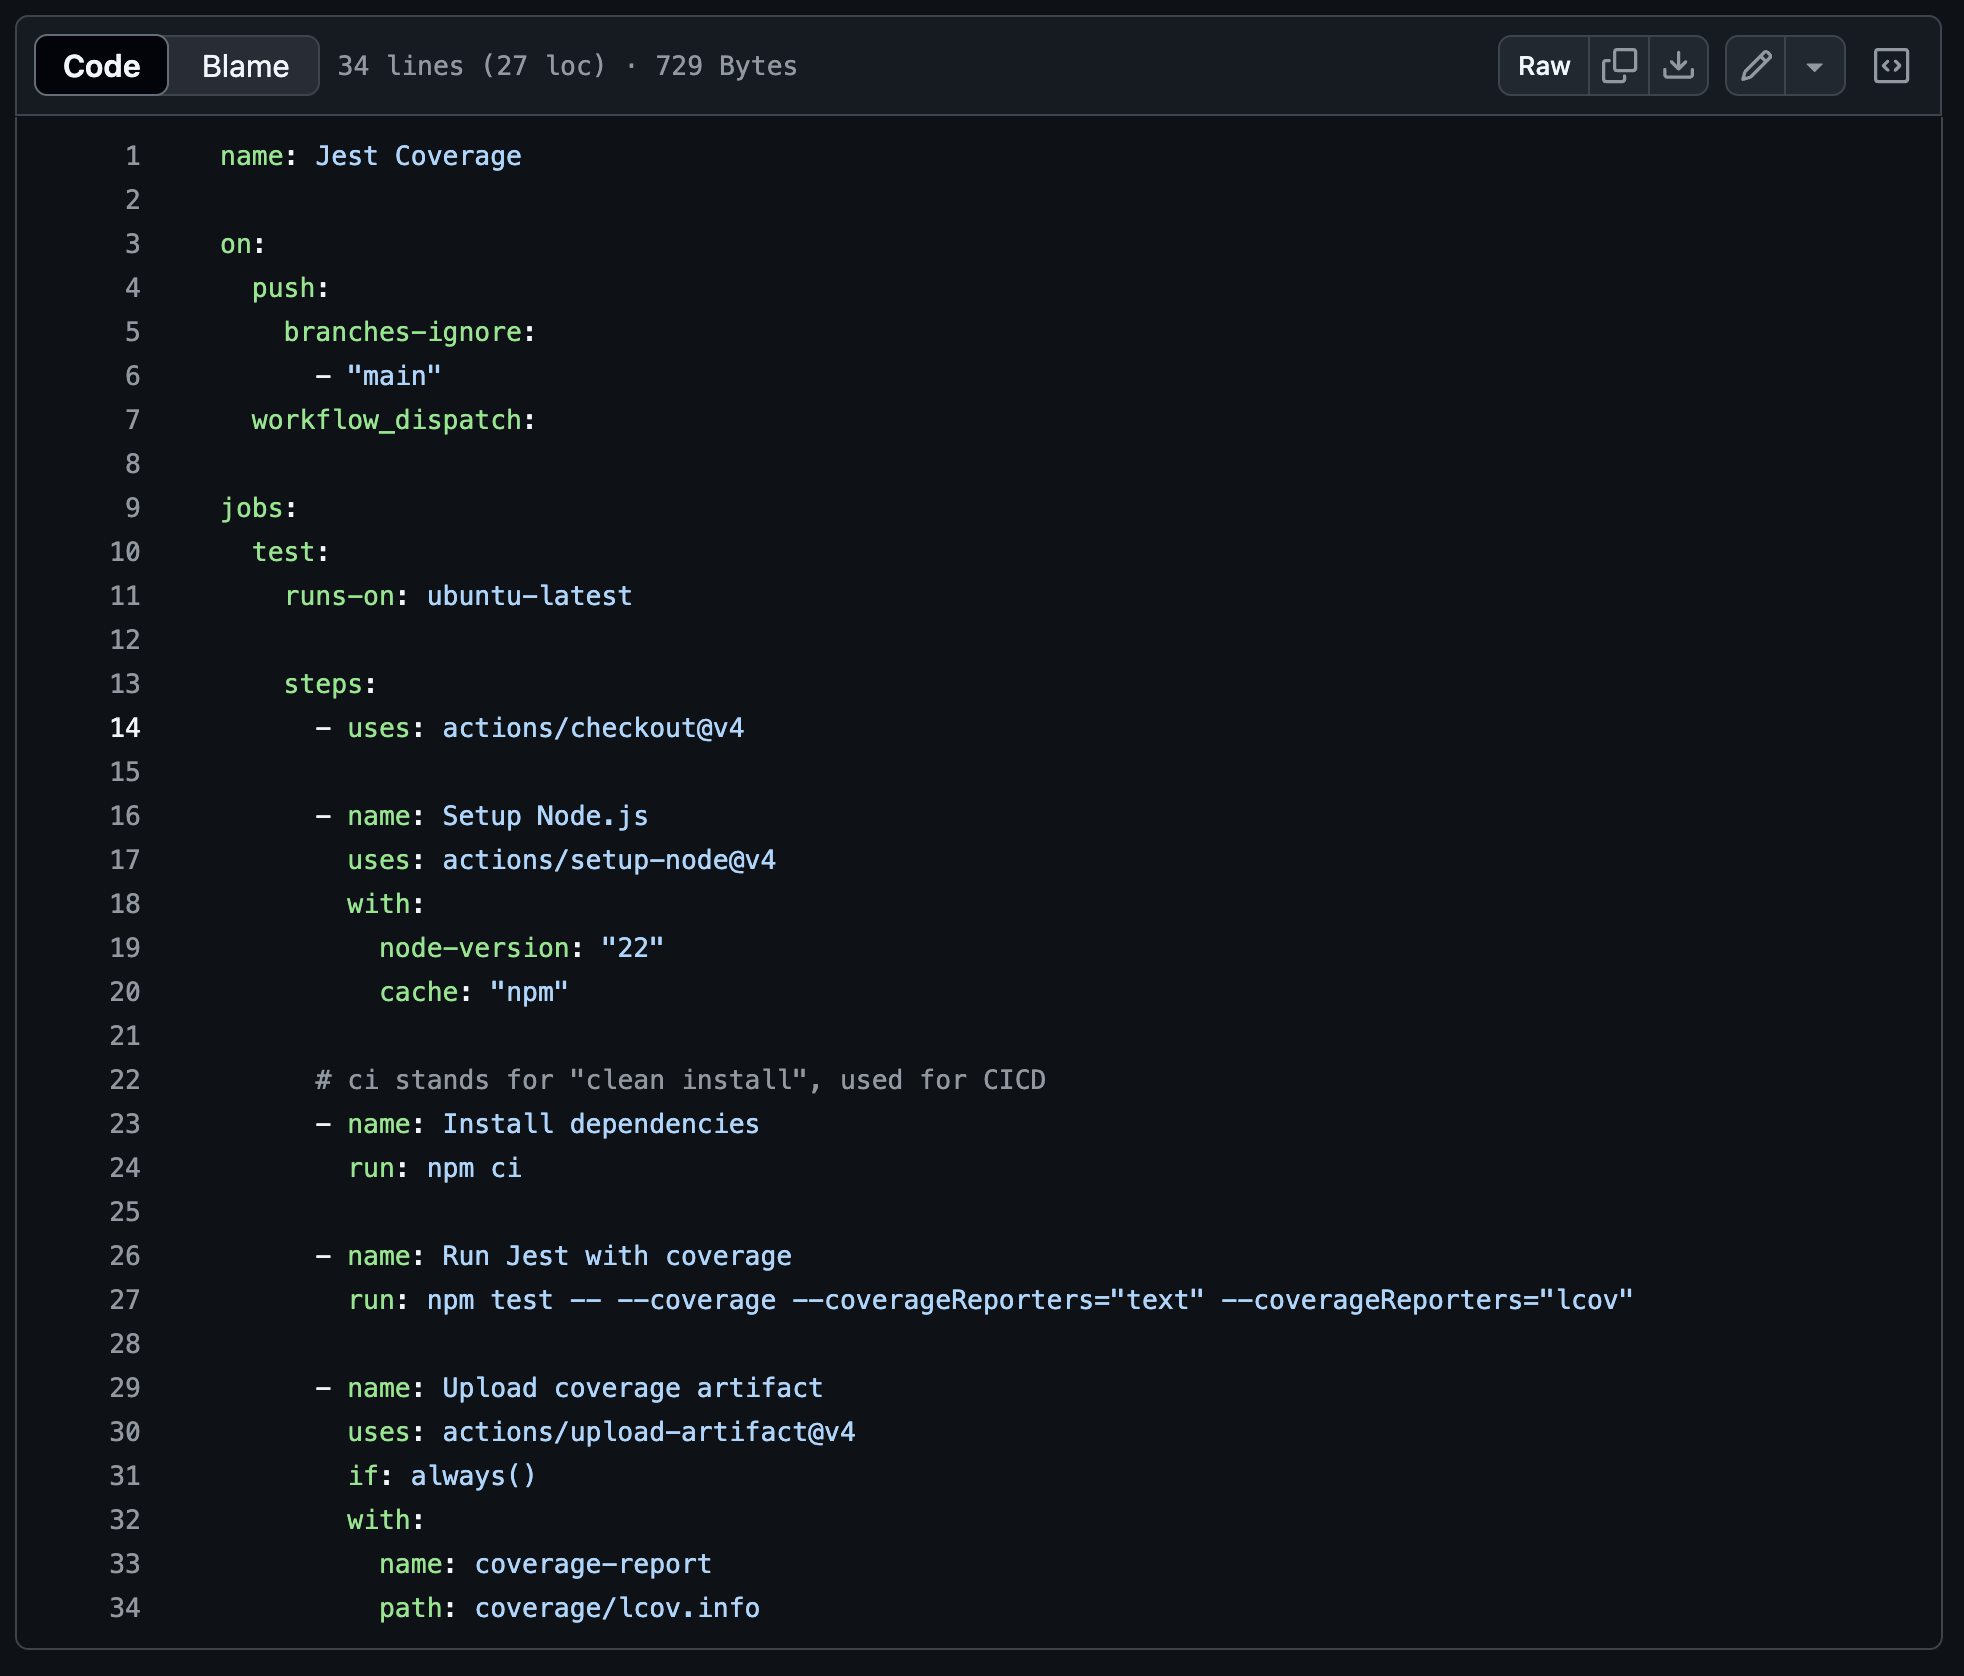 Code Blame 34 lines (27 loc) · 729 Bytes Raw
1 name: Jest Coverage
2
3 on:
4   push:
5     branches-ignore:
6       - "main"
7   workflow_dispatch:
8
9 jobs:
10   test:
11     runs-on: ubuntu-latest
12
13     steps:
14       - uses: actions/checkout@v4
15
16       - name: Setup Node.js
17         uses: actions/setup-node@v4
18         with:
19           node-version: "22"
20           cache: "npm"
21
22       # ci stands for "clean install", used for CICD
23       - name: Install dependencies
24         run: npm ci
25
26       - name: Run Jest with coverage
27         run: npm test -- --coverage --coverageReporters="text" --coverageReporters="lcov"
28
29       - name: Upload coverage artifact
30         uses: actions/upload-artifact@v4
31         if: always()
32         with:
33           name: coverage-report
34           path: coverage/lcov.info